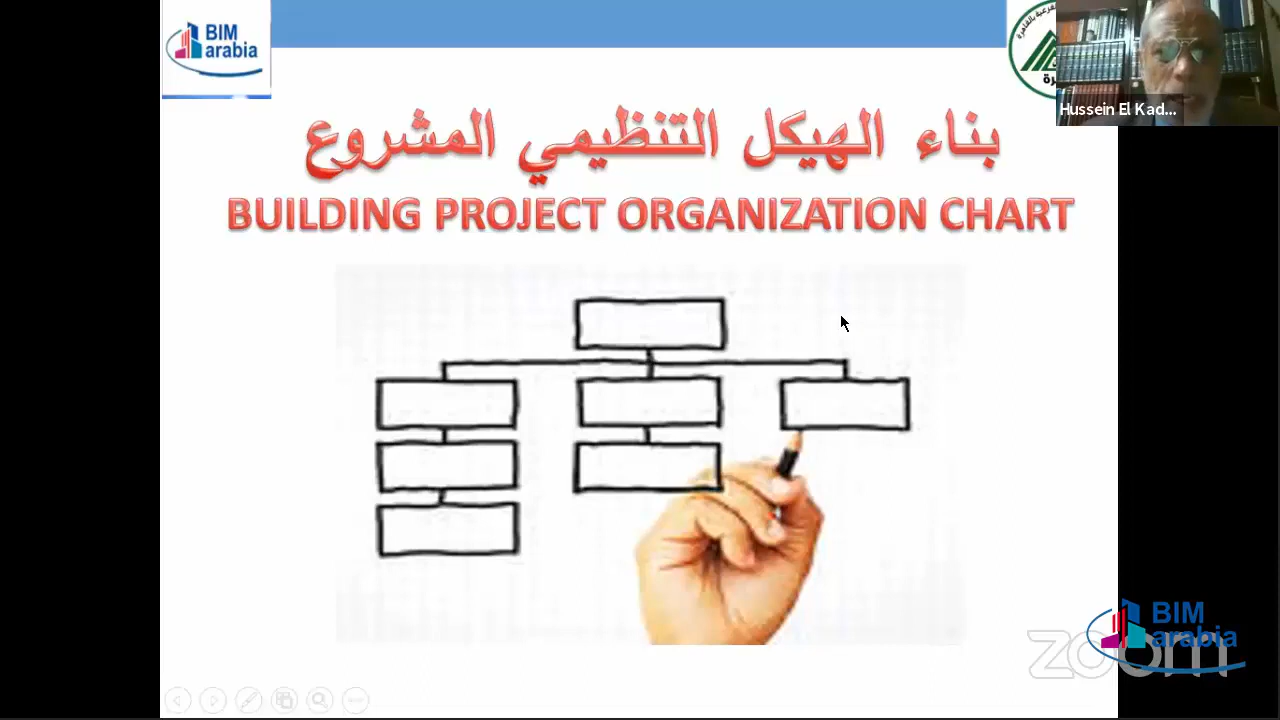 BIM
arabia
Hussein El Kad...
بناء الهيكل التنظيمي المشروع
BUILDING PROJECT ORGANIZATION CHART
BIM
arabia
zoom